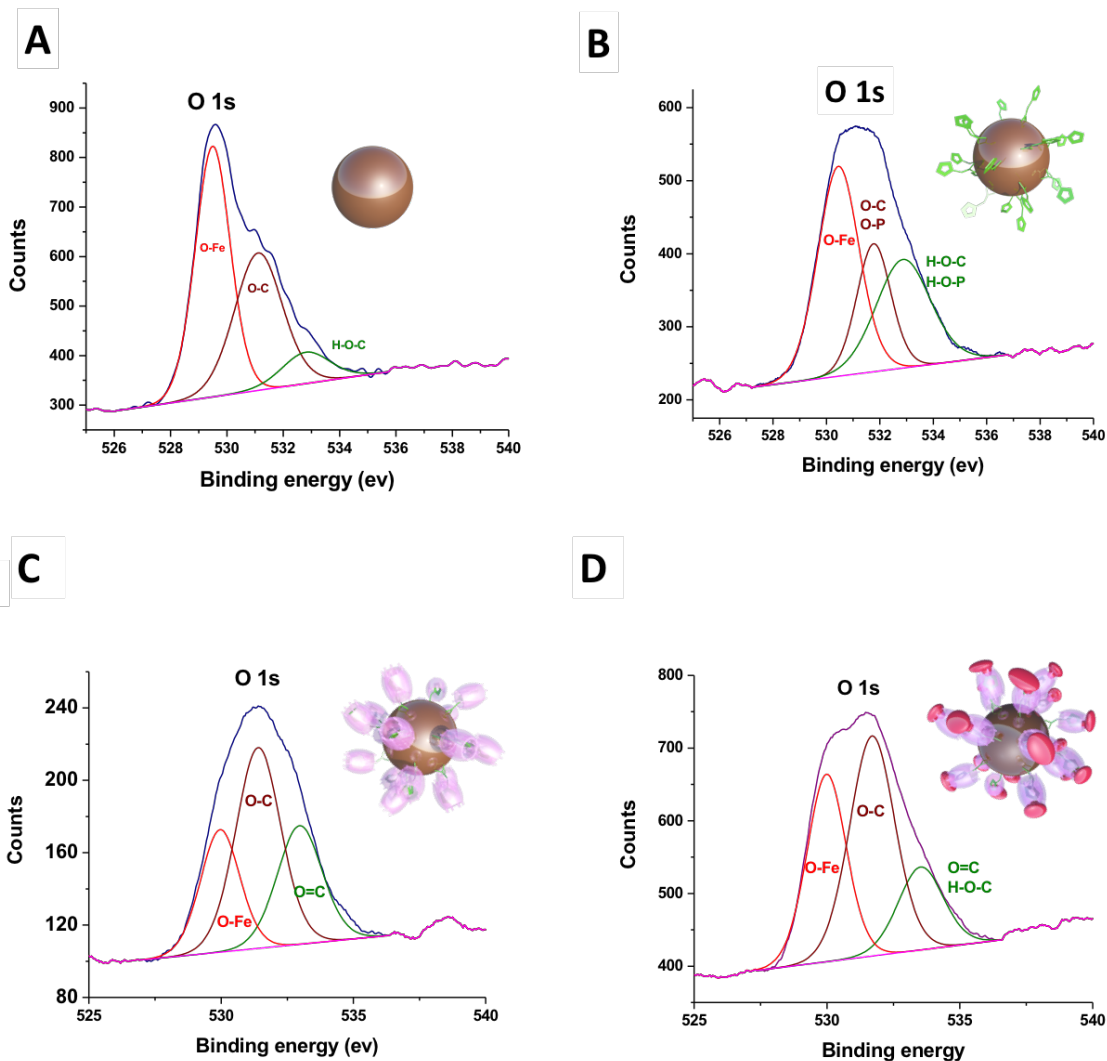 A
O 1s
900
800
700
600
500
400
300
O-Fe
O-C
H-O-C
Counts
526 528 530 532 534 536 538 540
Binding energy (ev)
B
O 1s
600
500
400
300
200
O-C
O-P
O-Fe
H-O-C
H-O-P
Counts
526 528 530 532 534 536 538 540
Binding energy (ev)
C
O 1s
240
200
160
120
80
O-C
O=C
O-Fe
Counts
525 530 535 540
Binding energy (ev)
D
O 1s
800
700
600
500
400
O-C
O-Fe
O=C
H-O-C
Counts
525 530 535 540
Binding energy